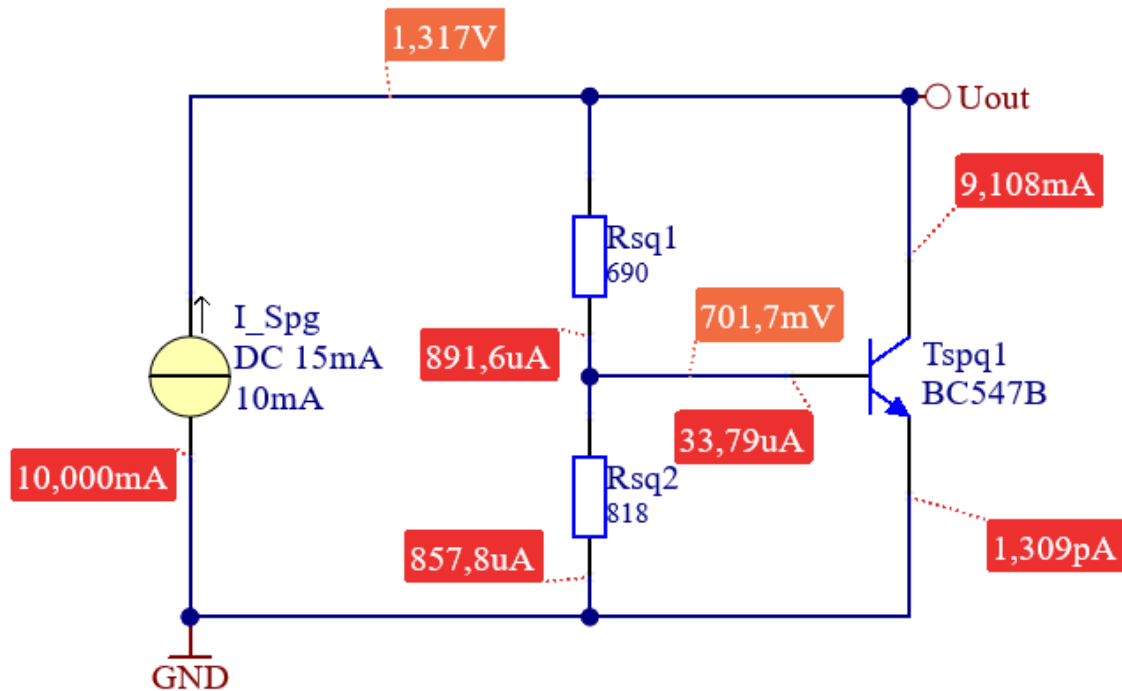 1,317V
Uout
9,108mA
Rsq1
690
I_Spg
DC 15mA
10mA
701,7mV
891,6uA
Tspq1
BC547B
33,79uA
10,000mA
Rsq2
818
857,8uA
1,309pA
GND